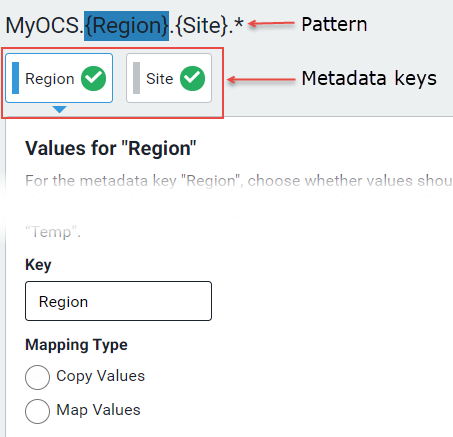 MyOCS.{Region}.{Site}.* Pattern
Region Site Metadata keys
Values for "Region"
For the metadata key "Region", choose whether values shou
"Temp".
Key
Region
Mapping Type
Copy Values
Map Values